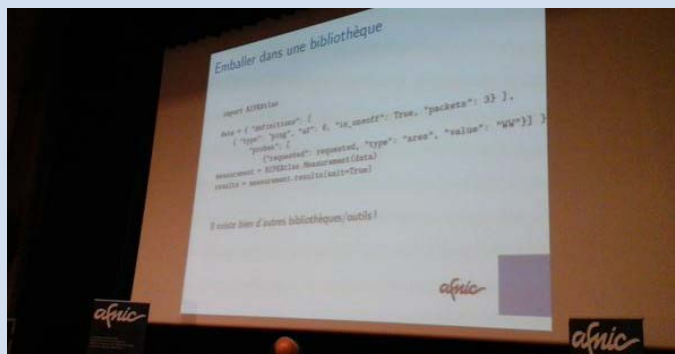 Emballer dans une bibliothèque
import RIPEAtlas
data = { "definitions": [
{ "type": "ping", "af": 6, "is_oneoff": True, "packets": 3} ],
"probes": [
{"requested": requested, "type": "area", "value": "WW"}] }
measurement = RIPEAtlas.Measurement(data)
results = measurement.results(wait=True)
Il existe bien d'autres bibliothèques/outils !
afnic
afnic
afnic